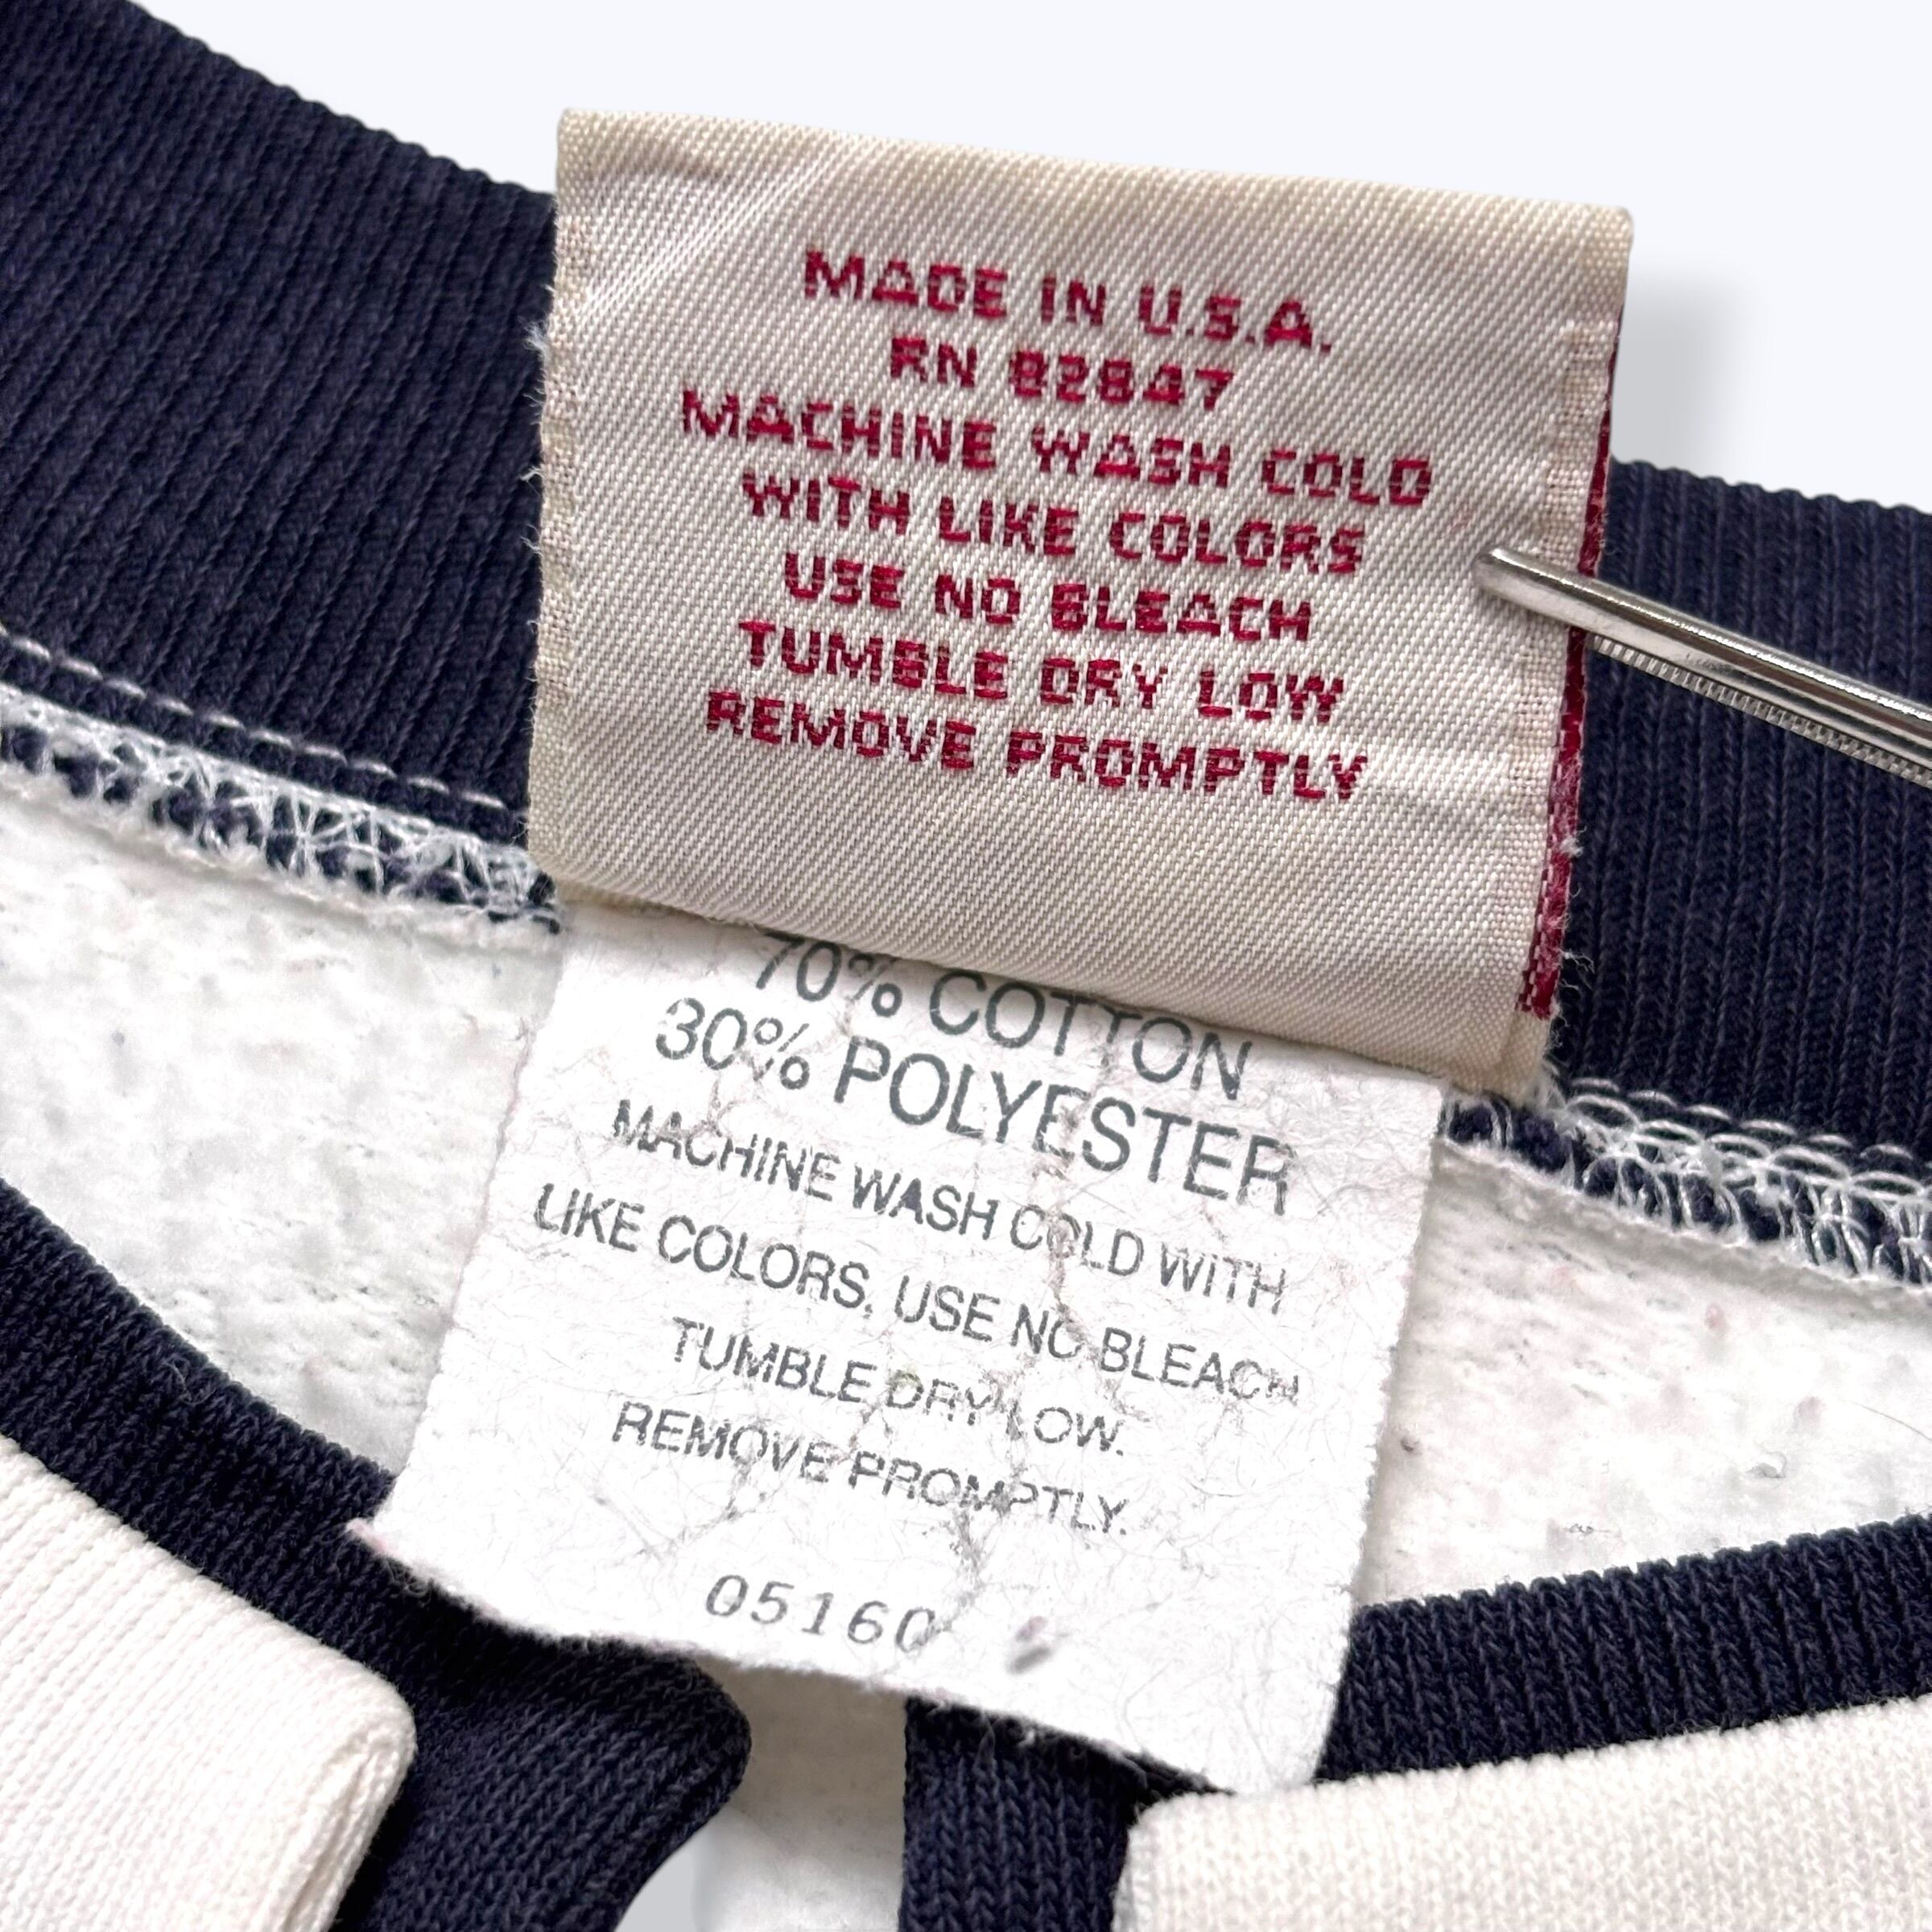 MADE IN U.S.A.
RN 82847
MACHINE WASH COLD
WITH LIKE COLORS
USE NO BLEACH
TUMBLE DRY LOW
REMOVE PROMPTLY
70% COTTON
30% POLYESTER
MACHINE WASH COLD WITH
LIKE COLORS, USE NO BLEACH
TUMBLE DRY LOW.
REMOVE PROMPTLY.
05160